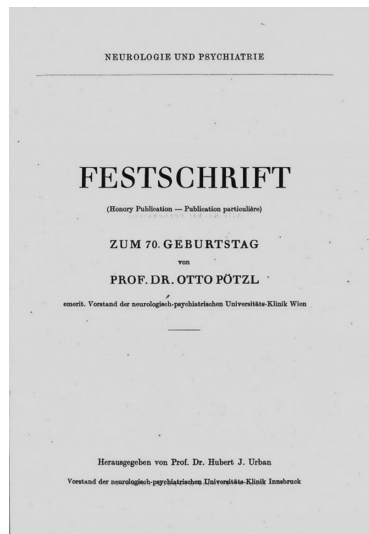 NEUROLOGIE UND PSYCHIATRIE
FESTSCHRIFT
(Honory Publication — Publication particulière)
ZUM 70. GEBURTSTAG
von
PROF. DR. OTTO PÖTZL
emerit. Vorstand der neurologisch-psychiatrischen Universitäts-Klinik Wien
Herausgegeben von Prof. Dr. Hubert J. Urban
Vorstand der neurologisch-psychiatrischen Universitäts-Klinik Innsbruck